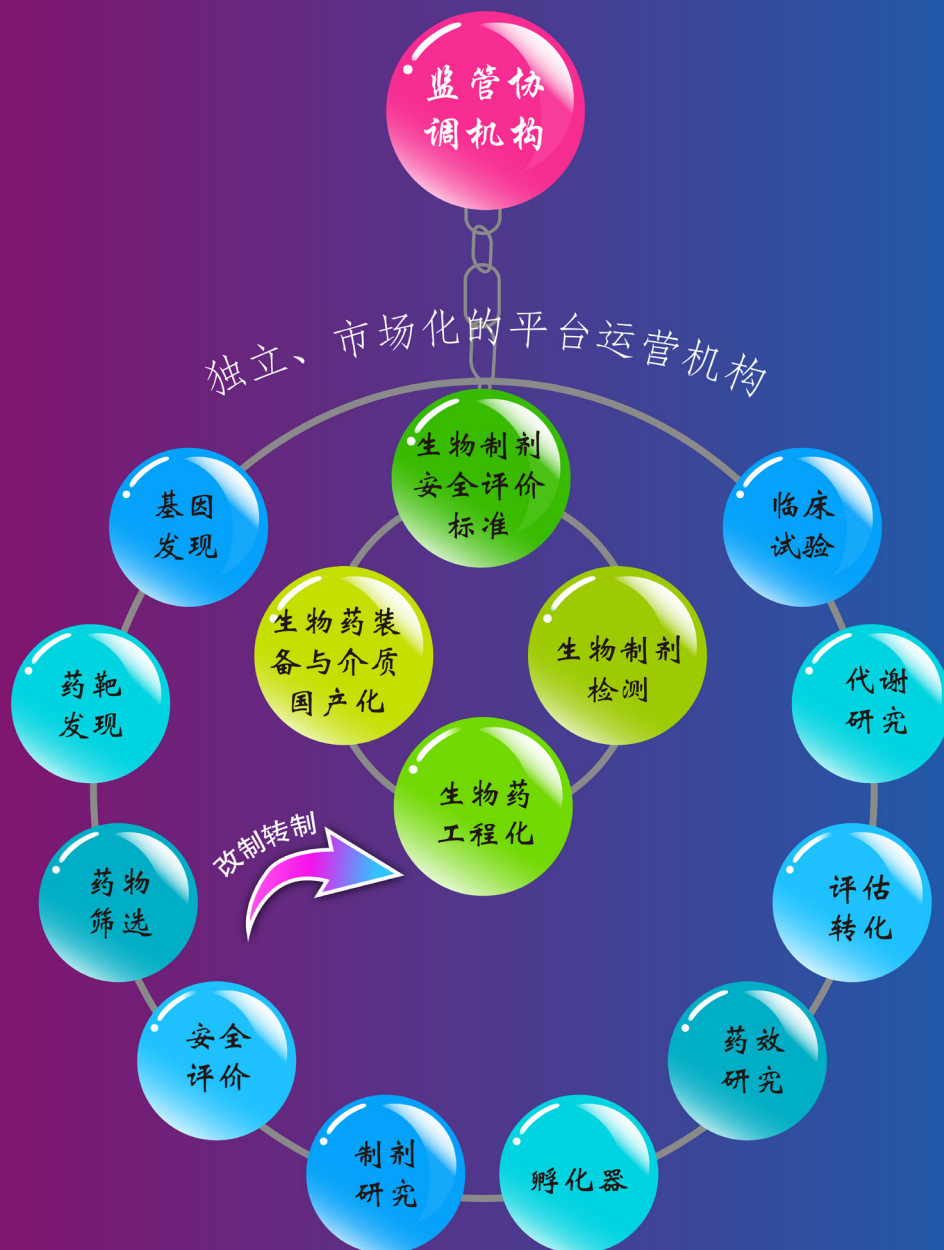 监管协
调机构
独立、市场化的平台运营机构
生物制剂
安全评价
标准
基因
发现
临床
试验
生物药装
备与介质
国产化
生物制剂
检测
药靶
发现
代谢
研究
生物药
工程化
改制转制
药物
筛选
评估
转化
安全
评价
药效
研究
制剂
研究
孵化器